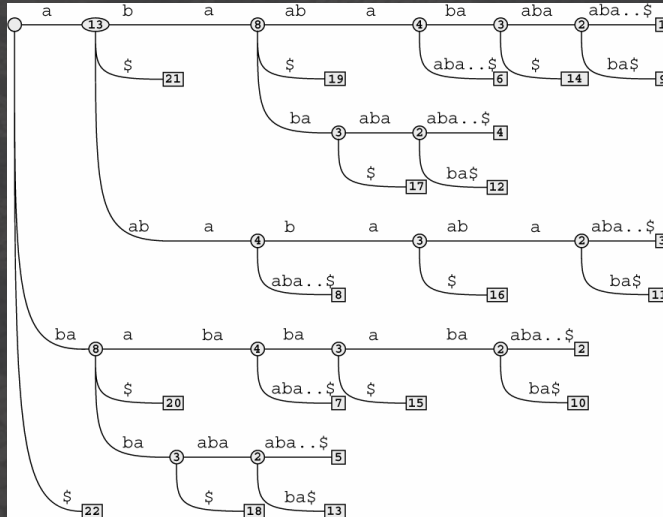 a b a ab a ba aba aba..$
13 8 4 3 2
$ $ aba..$ $ ba$
21 19 6 14
ba aba aba..$
3 2 4
$ ba$
17 12
ab a b a ab a aba..$
4 3 2 3
aba..$ $ ba$
8 16 11
ba a ba ba a ba aba..$
8 4 3 2 2
$ aba..$ $ ba$
20 7 15 10
ba aba aba..$
3 2 5
$ $ ba$
22 18 13